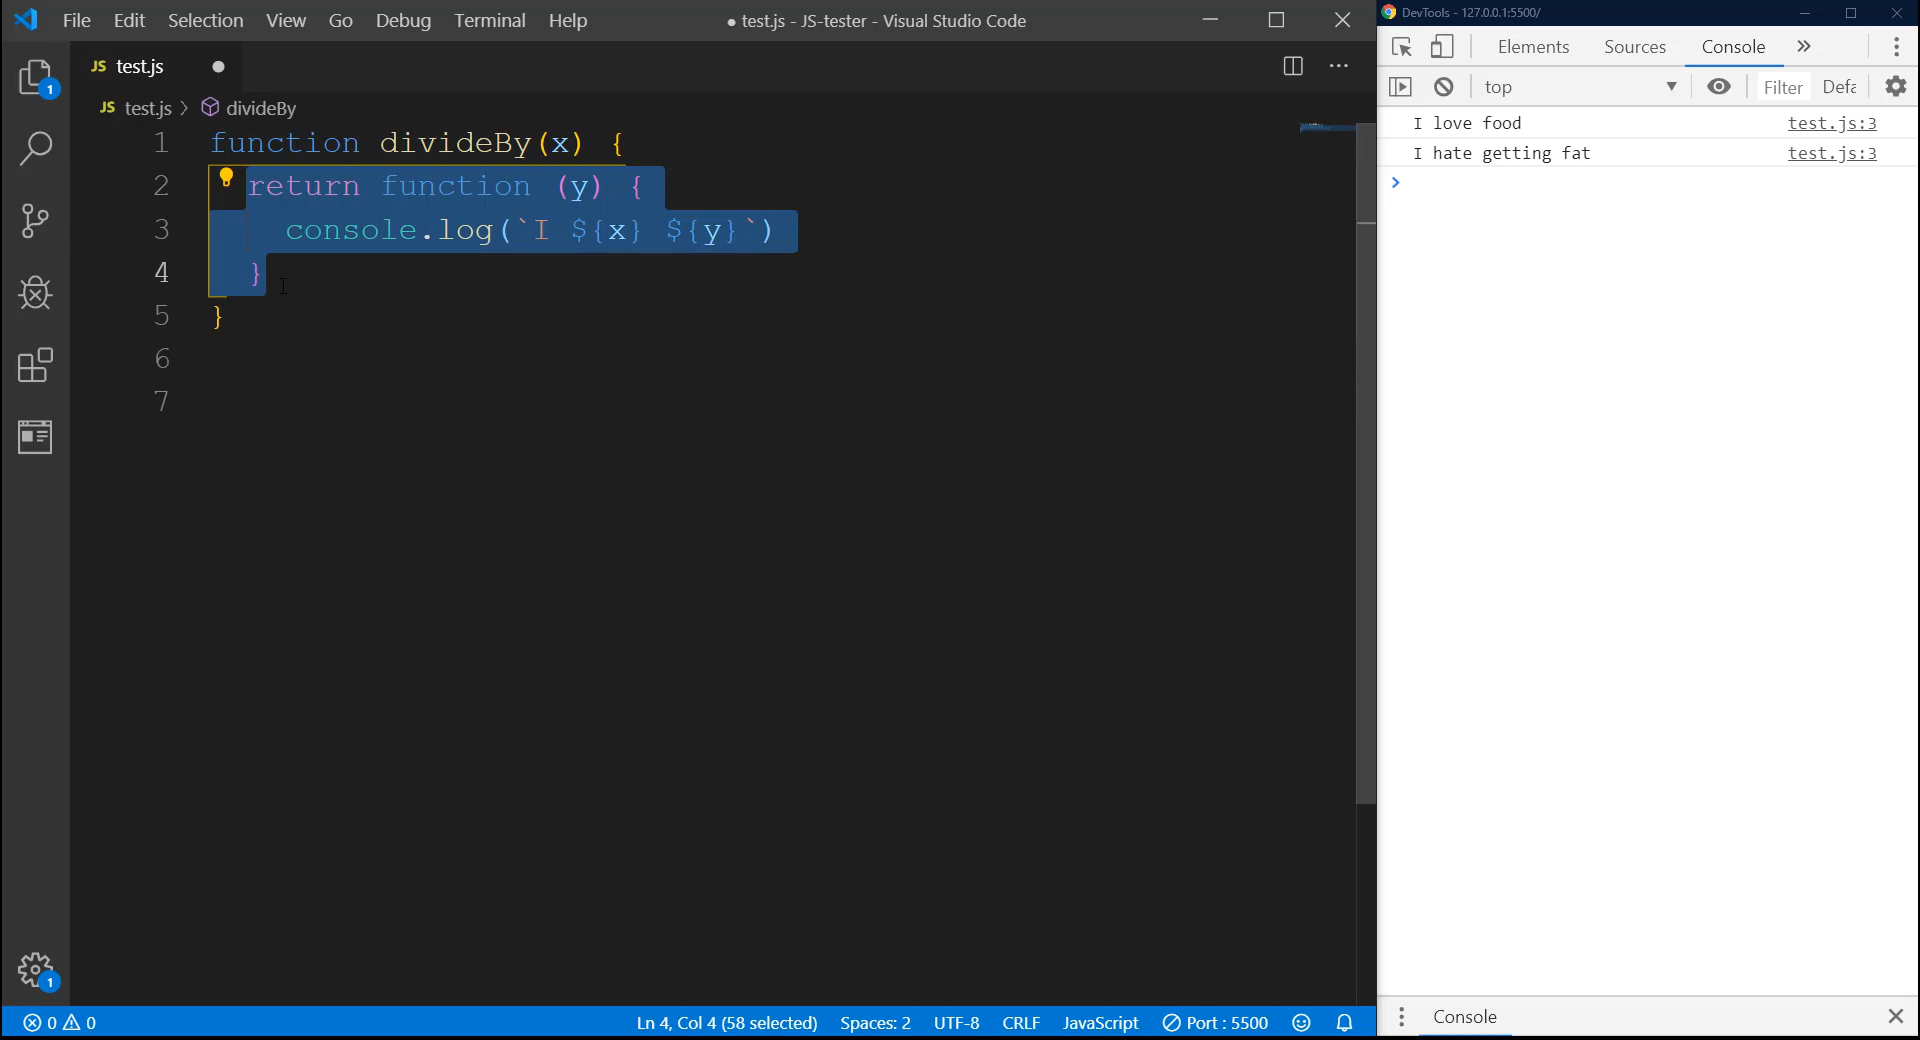 File Edit Selection View Go Debug Terminal Help
● test.js - JS-tester - Visual Studio Code
JS test.js ●
JS test.js > divideBy
1 function divideBy(x) {
2 return function (y) {
3 console.log(`I ${x} ${y}`)
4 }
5 }
6
7
1
1
0 0
Ln 4, Col 4 (58 selected) Spaces: 2 UTF-8 CRLF JavaScript Port : 5500
DevTools - 127.0.0.1:5500/
Elements Sources Console »
top ▼ Filter Defa
I love food test.js:3
I hate getting fat test.js:3
>
Console